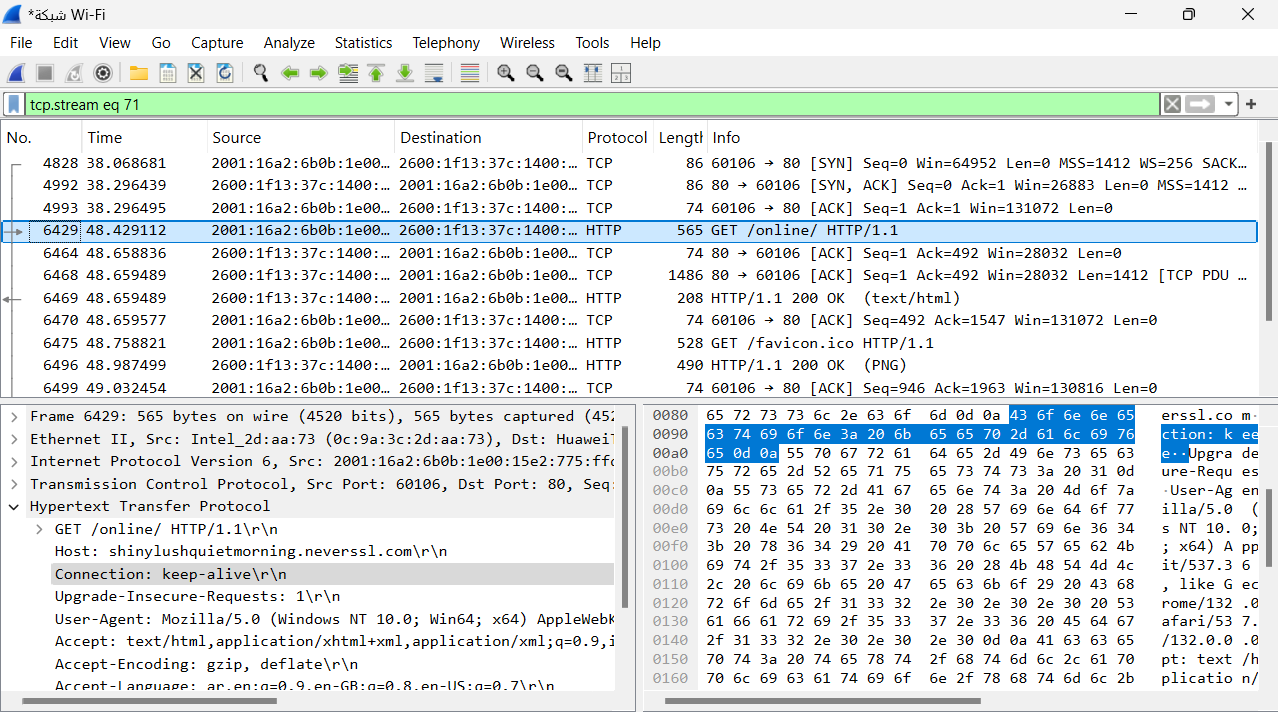 *شبكة Wi-Fi
File Edit View Go Capture Analyze Statistics Telephony Wireless Tools Help
tcp.stream eq 71
No. Time Source Destination Protocol Length Info
4828 38.068681 2001:16a2:6b0b:1e00… 2600:1f13:37c:1400:… TCP 86 60106 → 80 [SYN] Seq=0 Win=64952 Len=0 MSS=1412 WS=256 SACK…
4992 38.296439 2600:1f13:37c:1400:… 2001:16a2:6b0b:1e00… TCP 86 80 → 60106 [SYN, ACK] Seq=0 Ack=1 Win=26883 Len=0 MSS=1412 …
4993 38.296495 2001:16a2:6b0b:1e00… 2600:1f13:37c:1400:… TCP 74 60106 → 80 [ACK] Seq=1 Ack=1 Win=131072 Len=0
6429 48.429112 2001:16a2:6b0b:1e00… 2600:1f13:37c:1400:… HTTP 565 GET /online/ HTTP/1.1
6464 48.658836 2600:1f13:37c:1400:… 2001:16a2:6b0b:1e00… TCP 74 80 → 60106 [ACK] Seq=1 Ack=492 Win=28032 Len=0
6468 48.659489 2600:1f13:37c:1400:… 2001:16a2:6b0b:1e00… TCP 1486 80 → 60106 [ACK] Seq=1 Ack=492 Win=28032 Len=1412 [TCP PDU …
6469 48.659489 2600:1f13:37c:1400:… 2001:16a2:6b0b:1e00… HTTP 208 HTTP/1.1 200 OK (text/html)
6470 48.659577 2001:16a2:6b0b:1e00… 2600:1f13:37c:1400:… TCP 74 60106 → 80 [ACK] Seq=492 Ack=1547 Win=131072 Len=0
6475 48.758821 2001:16a2:6b0b:1e00… 2600:1f13:37c:1400:… HTTP 528 GET /favicon.ico HTTP/1.1
6496 48.987499 2600:1f13:37c:1400:… 2001:16a2:6b0b:1e00… HTTP 490 HTTP/1.1 200 OK (PNG)
6499 49.032454 2001:16a2:6b0b:1e00… 2600:1f13:37c:1400:… TCP 74 60106 → 80 [ACK] Seq=946 Ack=1963 Win=130816 Len=0
Frame 6429: 565 bytes on wire (4520 bits), 565 bytes captured (452
Ethernet II, Src: Intel_2d:aa:73 (0c:9a:3c:2d:aa:73), Dst: HuaweiT
Internet Protocol Version 6, Src: 2001:16a2:6b0b:1e00:15e2:775:ffd
Transmission Control Protocol, Src Port: 60106, Dst Port: 80, Seq:
Hypertext Transfer Protocol
GET /online/ HTTP/1.1\r\n
Host: shinylushquietmorning.neverssl.com\r\n
Connection: keep-alive\r\n
Upgrade-Insecure-Requests: 1\r\n
User-Agent: Mozilla/5.0 (Windows NT 10.0; Win64; x64) AppleWebK
Accept: text/html,application/xhtml+xml,application/xml;q=0.9,i
Accept-Encoding: gzip, deflate\r\n
Accept-Language: ar,en;q=0.9,en-GB;q=0.8,en-US;q=0.7\r\n
0080 65 72 73 73 6c 2e 63 6f 6d 0d 0a 43 6f 6e 6e 65 erssl.co m·
0090 63 74 69 6f 6e 3a 20 6b 65 65 70 2d 61 6c 69 76 ction: k ee
00a0 65 0d 0a 55 70 67 72 61 64 65 2d 49 6e 73 65 63 e··Upgra de
00b0 75 72 65 2d 52 65 71 75 65 73 74 73 3a 20 31 0d ure-Requ es
00c0 0a 55 73 65 72 2d 41 67 65 6e 74 3a 20 4d 6f 7a ·User-Ag en
00d0 69 6c 6c 61 2f 35 2e 30 20 28 57 69 6e 64 6f 77 illa/5.0 (
00e0 73 20 4e 54 20 31 30 2e 30 3b 20 57 69 6e 36 34 s NT 10. 0;
00f0 3b 20 78 36 34 29 20 41 70 70 6c 65 57 65 62 4b ; x64) A pp
0100 69 74 2f 35 33 37 2e 33 36 20 28 4b 48 54 4d 4c it/537.3 6
0110 2c 20 6c 69 6b 65 20 47 65 63 6b 6f 29 20 43 68 , like G ec
0120 72 6f 6d 65 2f 31 33 32 2e 30 2e 30 2e 30 20 53 rome/132 .0
0130 61 66 61 72 69 2f 35 33 37 2e 33 36 20 45 64 67 afari/53 7.
0140 2f 31 33 32 2e 30 2e 30 2e 30 0d 0a 41 63 63 65 /132.0.0 .0
0150 70 74 3a 20 74 65 78 74 2f 68 74 6d 6c 2c 61 70 pt: text /h
0160 70 6c 69 63 61 74 69 6f 6e 2f 78 68 74 6d 6c 2b plicatio n/